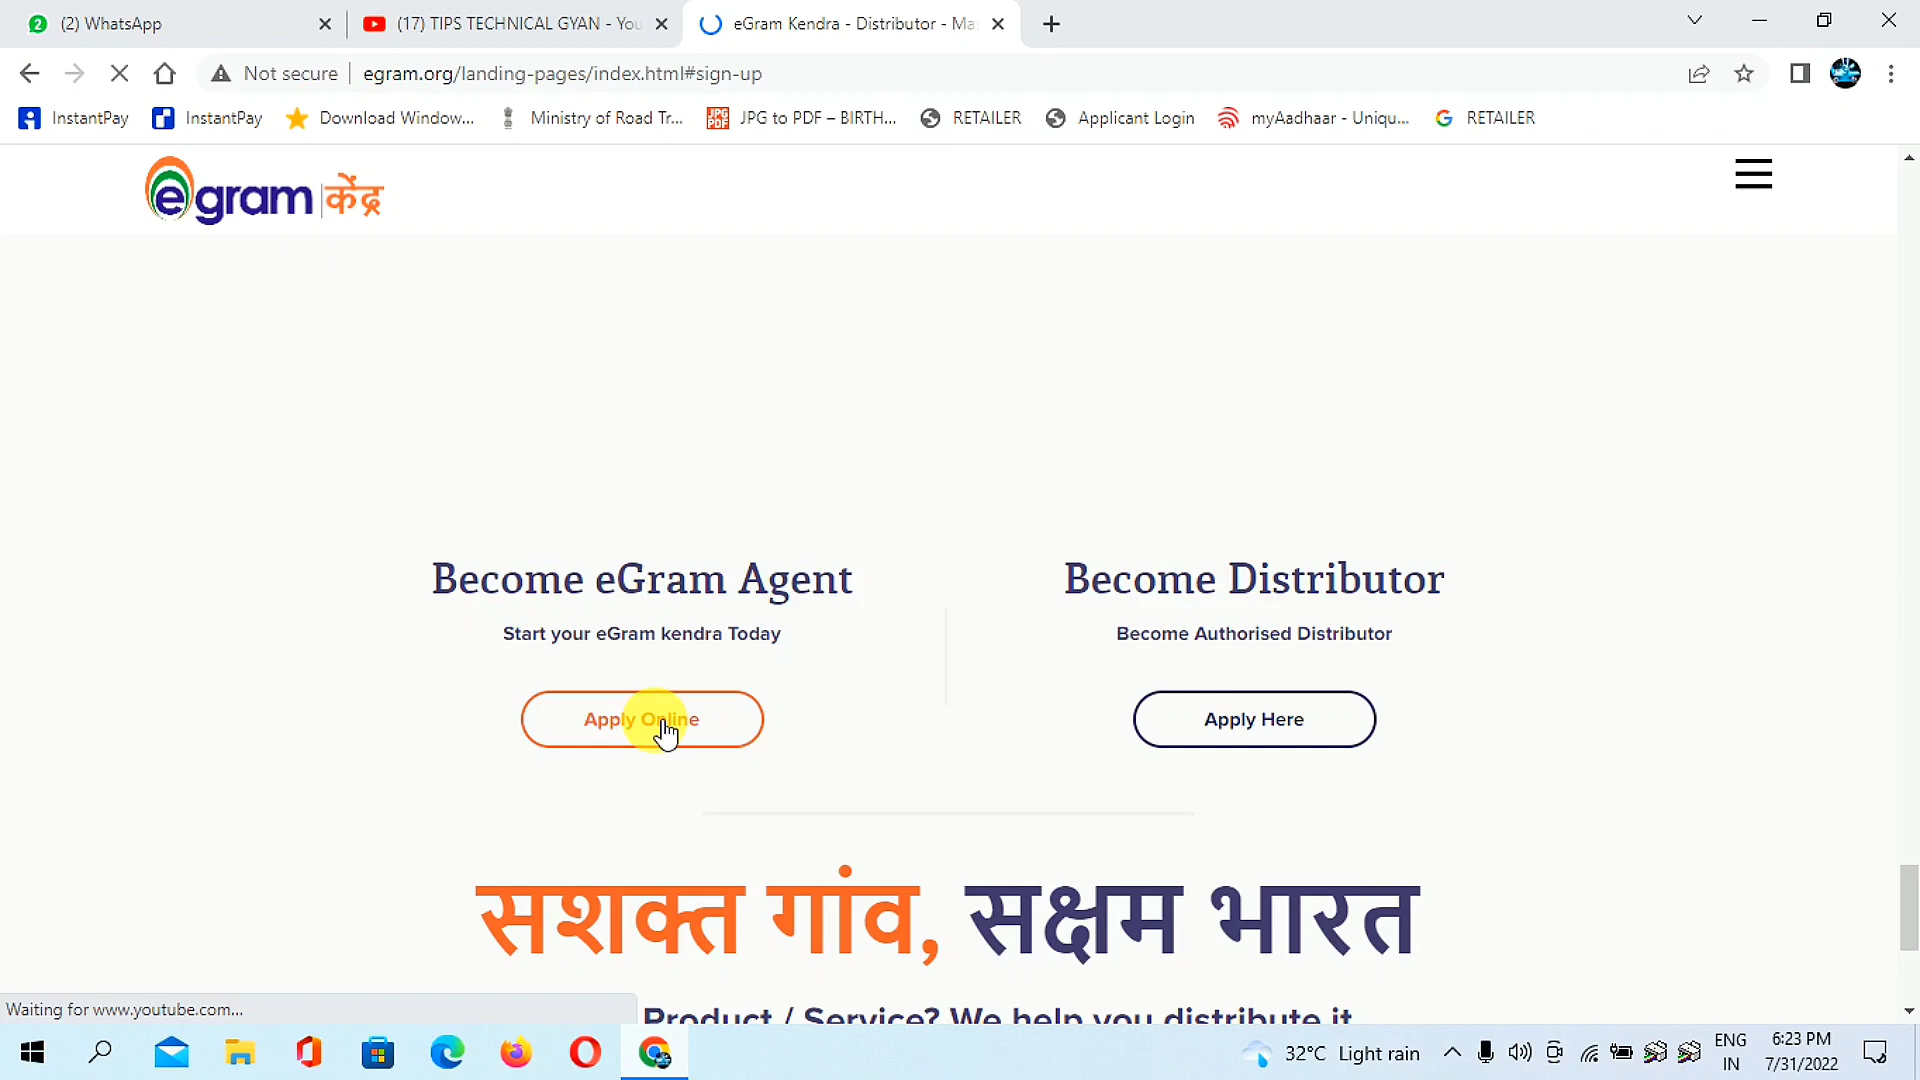 (2) WhatsApp
(17) TIPS TECHNICAL GYAN - You
eGram Kendra - Distributor - Ma
Not secure
egram.org/landing-pages/index.html#sign-up
InstantPay
InstantPay
Download Window...
Ministry of Road Tr...
JPG to PDF – BIRTH...
RETAILER
Applicant Login
myAadhaar - Uniqu...
RETAILER
egram केंद्र
Become eGram Agent
Become Distributor
Start your eGram kendra Today
Become Authorised Distributor
Apply Online
Apply Here
सशक्त गांव, सक्षम भारत
Product / Service? We help you distribute it
Waiting for www.youtube.com...
32°C Light rain
ENG
IN
6:23 PM
7/31/2022